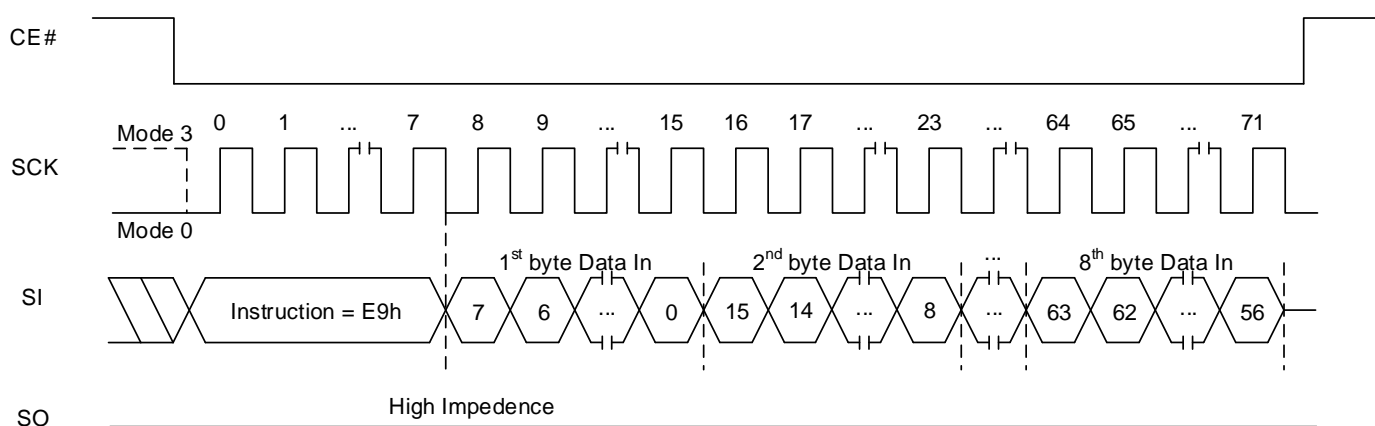 CE#
0 1 ... 7 8 9 ... 15 16 17 ... 23 ... 64 65 ... 71
Mode 3
SCK
Mode 0
1st byte Data In 2nd byte Data In ... 8th byte Data In
SI
Instruction = E9h 7 6 ... 0 15 14 ... 8 ... 63 62 ... 56
High Impedence
SO